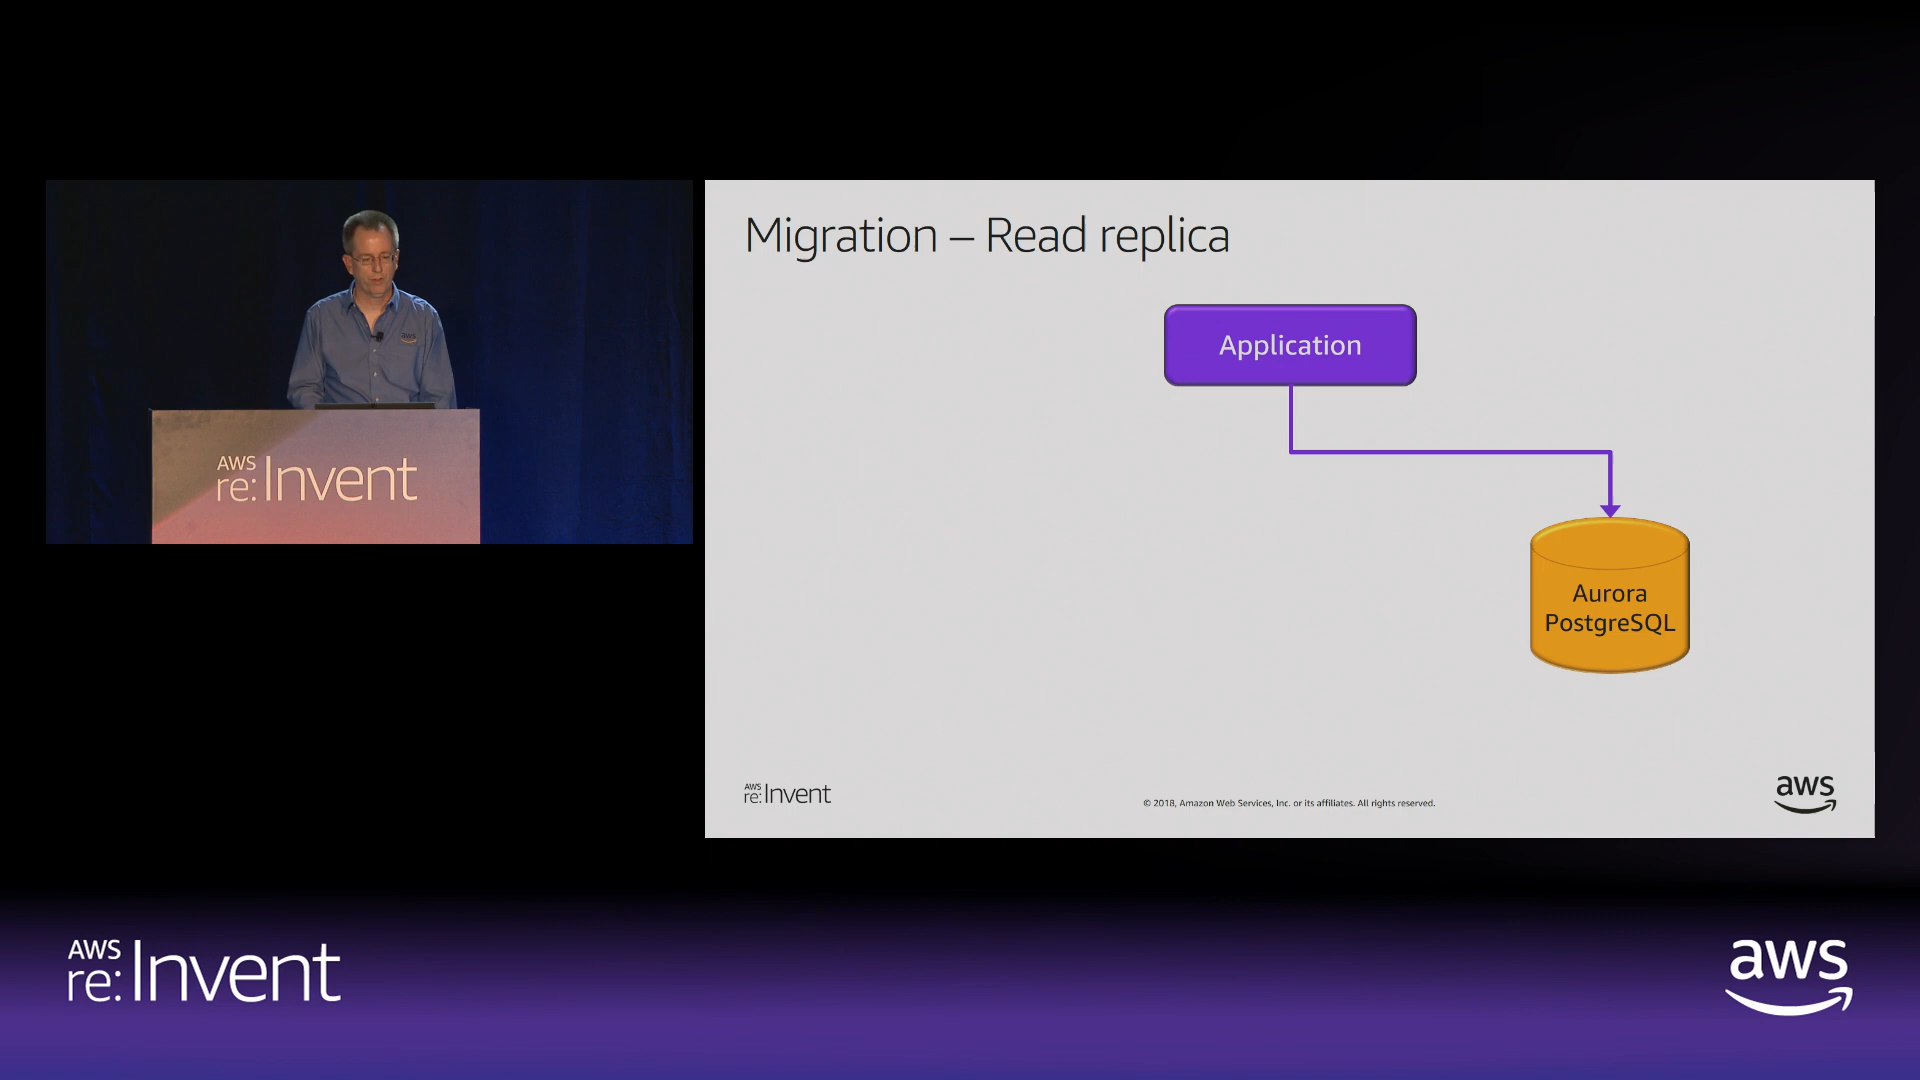 Migration – Read replica
Application
Aurora
PostgreSQL
aws
AWS
re:Invent
AWS
re:Invent
© 2018, Amazon Web Services, Inc. or its affiliates. All rights reserved.
aws
AWS
re:Invent
aws